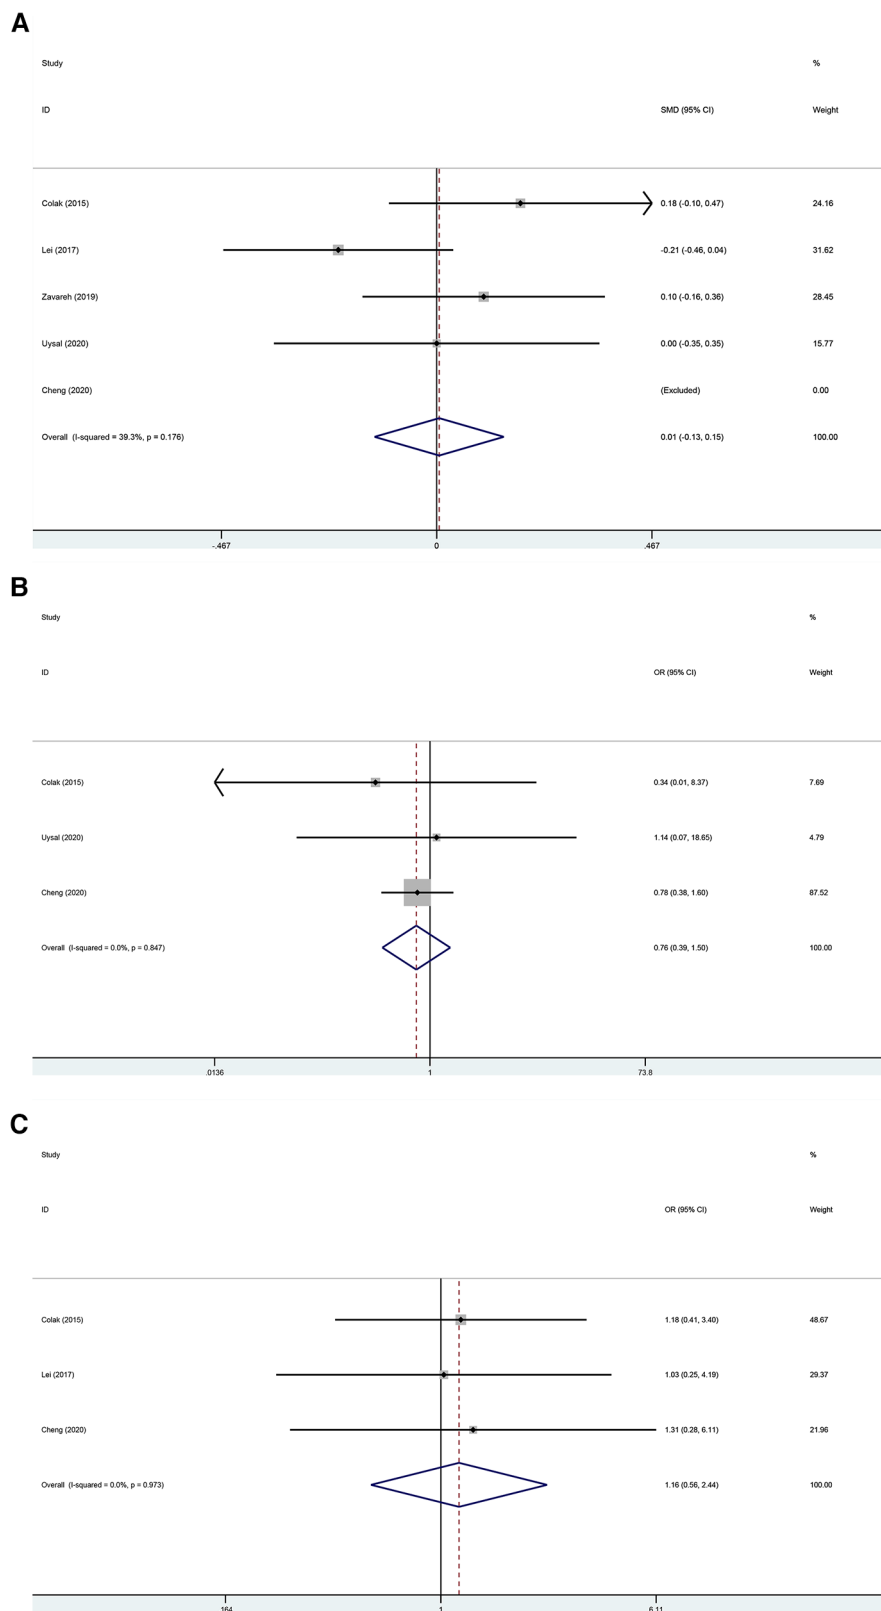 A
Study %
ID SMD (95% CI) Weight
Colak (2015) 0.18 (-0.10, 0.47) 24.16
Lei (2017) -0.21 (-0.46, 0.04) 31.62
Zavareh (2019) 0.10 (-0.16, 0.36) 28.45
Uysal (2020) 0.00 (-0.35, 0.35) 15.77
Cheng (2020) (Excluded) 0.00
Overall (I-squared = 39.3%, p = 0.176) 0.01 (-0.13, 0.15) 100.00
-.467 0 .467
B
Study %
ID OR (95% CI) Weight
Colak (2015) 0.34 (0.01, 8.37) 7.69
Uysal (2020) 1.14 (0.07, 18.65) 4.79
Cheng (2020) 0.78 (0.38, 1.60) 87.52
Overall (I-squared = 0.0%, p = 0.847) 0.76 (0.39, 1.50) 100.00
.0136 1 73.8
C
Study %
ID OR (95% CI) Weight
Colak (2015) 1.18 (0.41, 3.40) 48.67
Lei (2017) 1.03 (0.25, 4.19) 29.37
Cheng (2020) 1.31 (0.28, 6.11) 21.96
Overall (I-squared = 0.0%, p = 0.973) 1.16 (0.56, 2.44) 100.00
.164 1 6.11